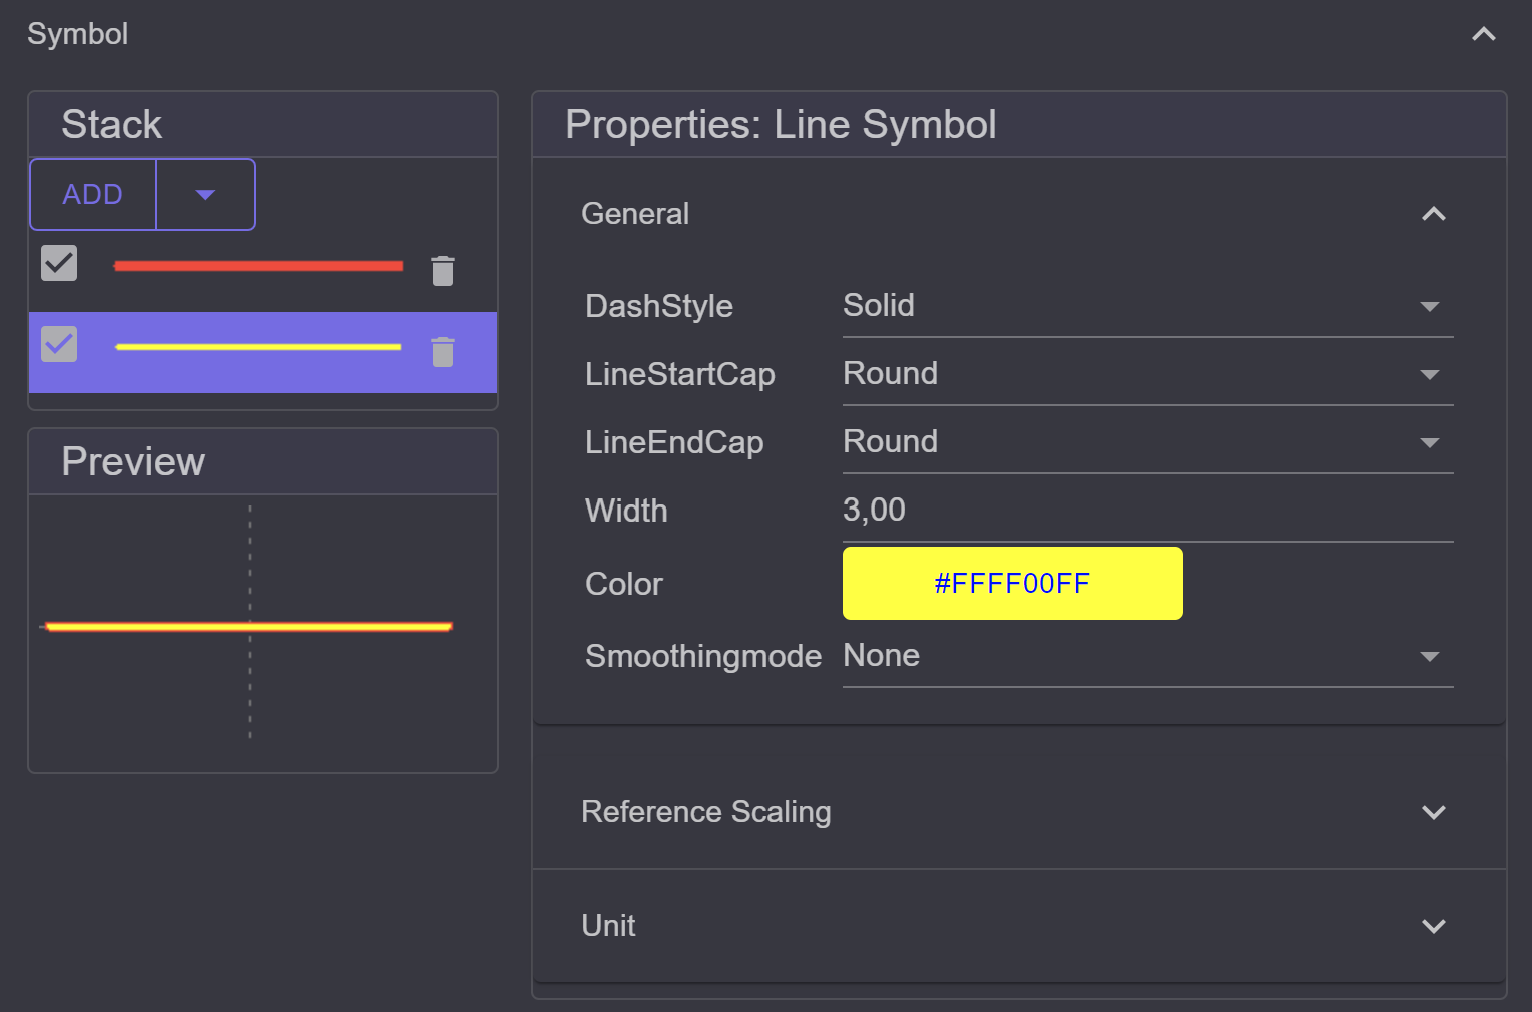 Symbol
Stack
ADD
Preview
Properties: Line Symbol
General
DashStyle Solid
LineStartCap Round
LineEndCap Round
Width 3,00
Color #FFFF00FF
Smoothingmode None
Reference Scaling
Unit